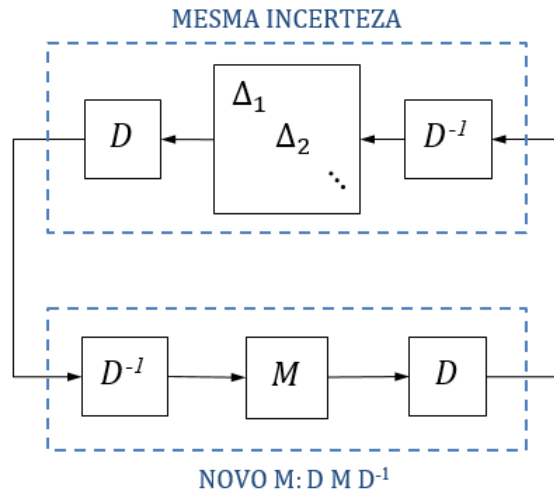 MESMA INCERTEZA
Δ₁
D Δ₂ D⁻¹
⋱
D⁻¹ M D
NOVO M: D M D⁻¹